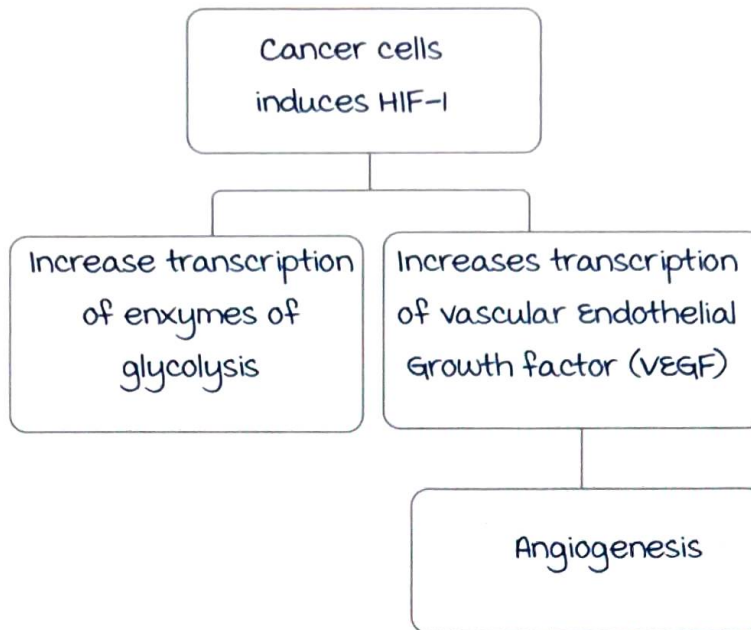 Cancer cells
induces HIF-1
Increase transcription
of enxymes of
glycolysis
Increases transcription
of vascular Endothelial
Growth factor (VEGF)
Angiogenesis